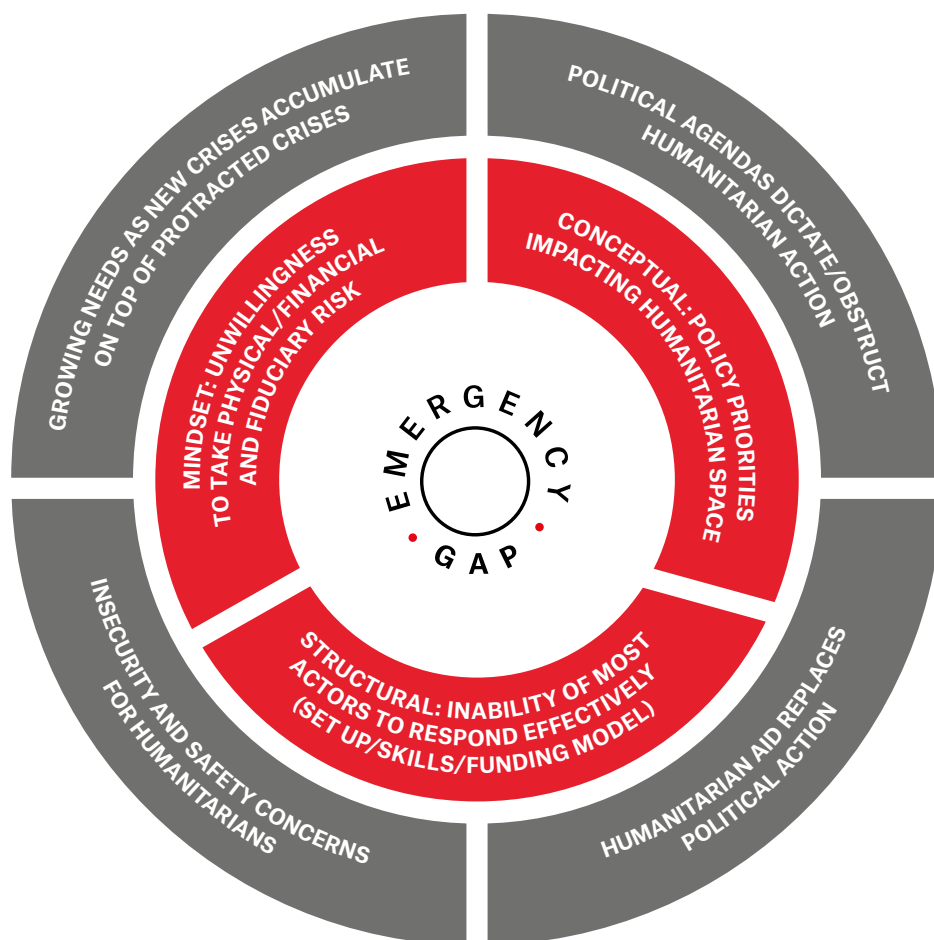 GROWING NEEDS AS NEW CRISES ACCUMULATE
ON TOP OF PROTRACTED CRISES
POLITICAL AGENDAS DICTATE/OBSTRUCT
HUMANITARIAN ACTION
MINDSET: UNWILLINGNESS
TO TAKE PHYSICAL/FINANCIAL
AND FIDUCIARY RISK
CONCEPTUAL: POLICY PRIORITIES
IMPACTING HUMANITARIAN SPACE
EMERGENCY
GAP
STRUCTURAL: INABILITY OF MOST
ACTORS TO RESPOND EFFECTIVELY
(SET UP/SKILLS/FUNDING MODEL)
INSECURITY AND SAFETY CONCERNS
FOR HUMANITARIANS
HUMANITARIAN AID REPLACES
POLITICAL ACTION